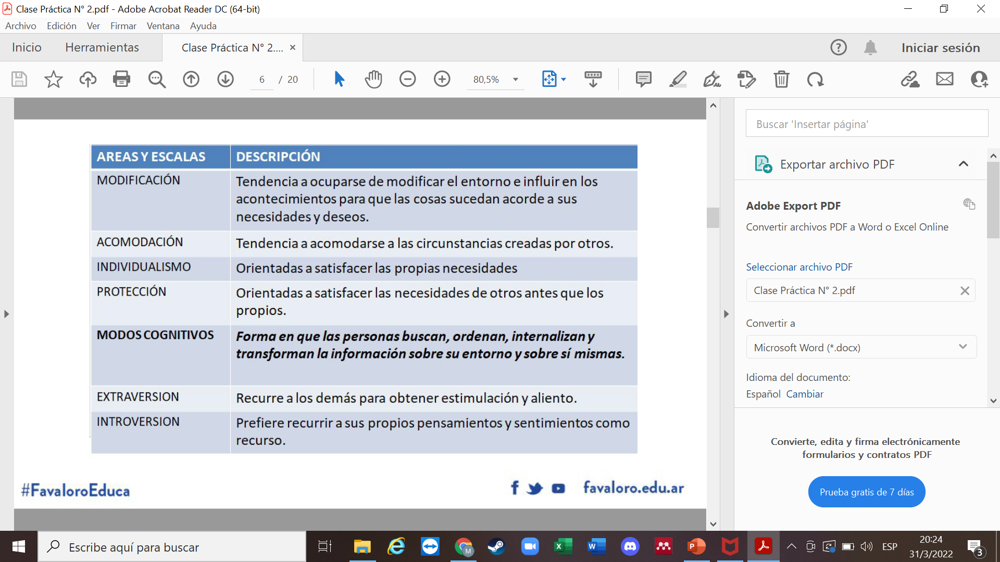 Clase Práctica N° 2.pdf - Adobe Acrobat Reader DC (64-bit)
Archivo Edición Ver Firmar Ventana Ayuda
Inicio Herramientas Clase Práctica N° 2.... × Iniciar sesión
6 / 20 80,5%
Buscar 'Insertar página'
AREAS Y ESCALAS DESCRIPCIÓN
MODIFICACIÓN Tendencia a ocuparse de modificar el entorno e influir en los
acontecimientos para que las cosas sucedan acorde a sus
necesidades y deseos.
ACOMODACIÓN Tendencia a acomodarse a las circunstancias creadas por otros.
INDIVIDUALISMO Orientadas a satisfacer las propias necesidades
PROTECCIÓN Orientadas a satisfacer las necesidades de otros antes que los
propios.
MODOS COGNITIVOS Forma en que las personas buscan, ordenan, internalizan y
transforman la información sobre su entorno y sobre sí mismas.
EXTRAVERSION Recurre a los demás para obtener estimulación y aliento.
INTROVERSION Prefiere recurrir a sus propios pensamientos y sentimientos como
recurso.
#FavaloroEduca favaloro.edu.ar
Exportar archivo PDF
Adobe Export PDF
Convertir archivos PDF a Word o Excel Online
Seleccionar archivo PDF
Clase Práctica N° 2.pdf
Convertir a
Microsoft Word (*.docx)
Idioma del documento:
Español Cambiar
Convierte, edita y firma electrónicamente
formularios y contratos PDF
Prueba gratis de 7 días
Escribe aquí para buscar
ESP
20:24
31/3/2022
3